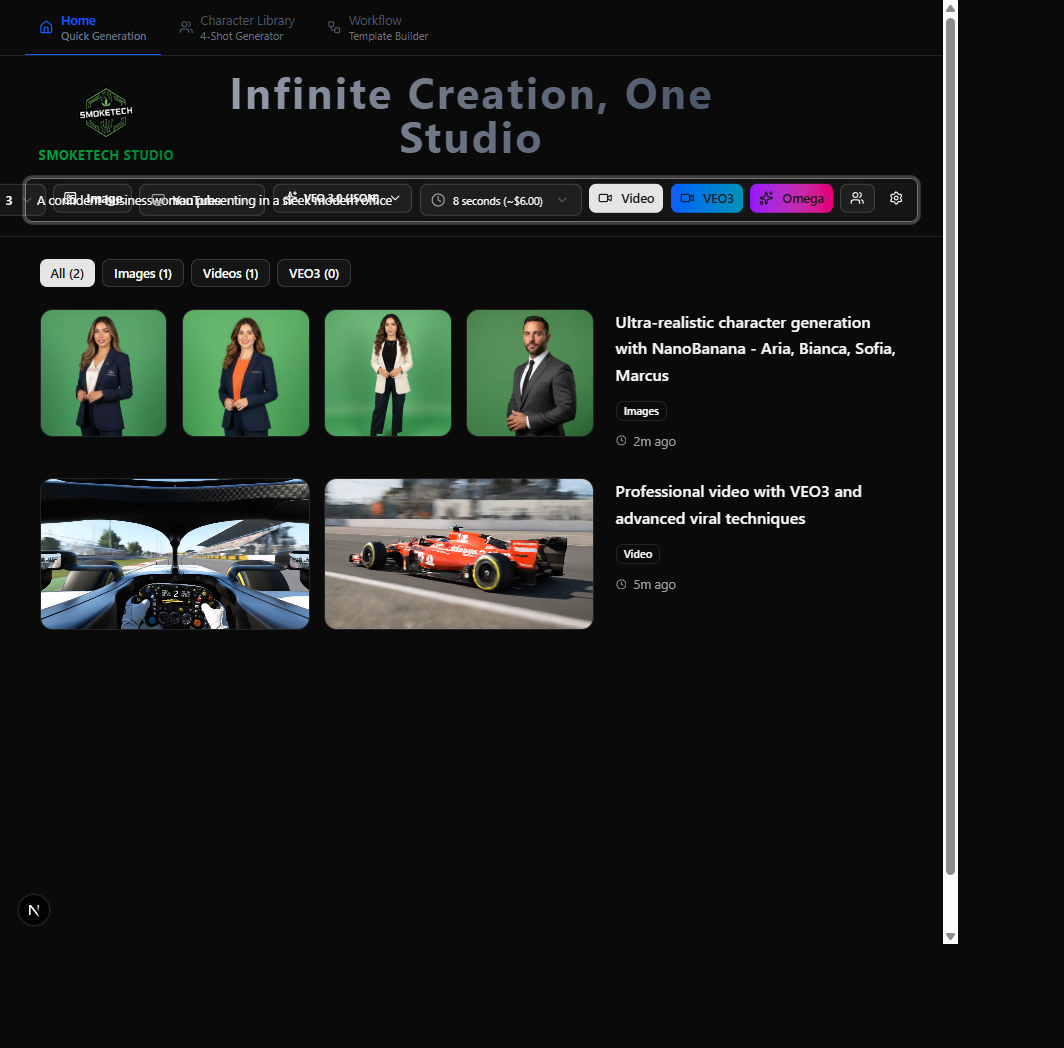 Home
Quick Generation
Character Library
4-Shot Generator
Workflow
Template Builder
Infinite Creation, One
Studio
SMOKETECH
SMOKETECH STUDIO
3
Image
YouTube
VEO 3.0 (JSON)
A confident businesswoman presenting in a sleek modern office
8 seconds (~$6.00)
Video
VEO3
Omega
All (2)
Images (1)
Videos (1)
VEO3 (0)
Ultra-realistic character generation
with NanoBanana - Aria, Bianca, Sofia,
Marcus
Images
2m ago
Professional video with VEO3 and
advanced viral techniques
Video
5m ago
N